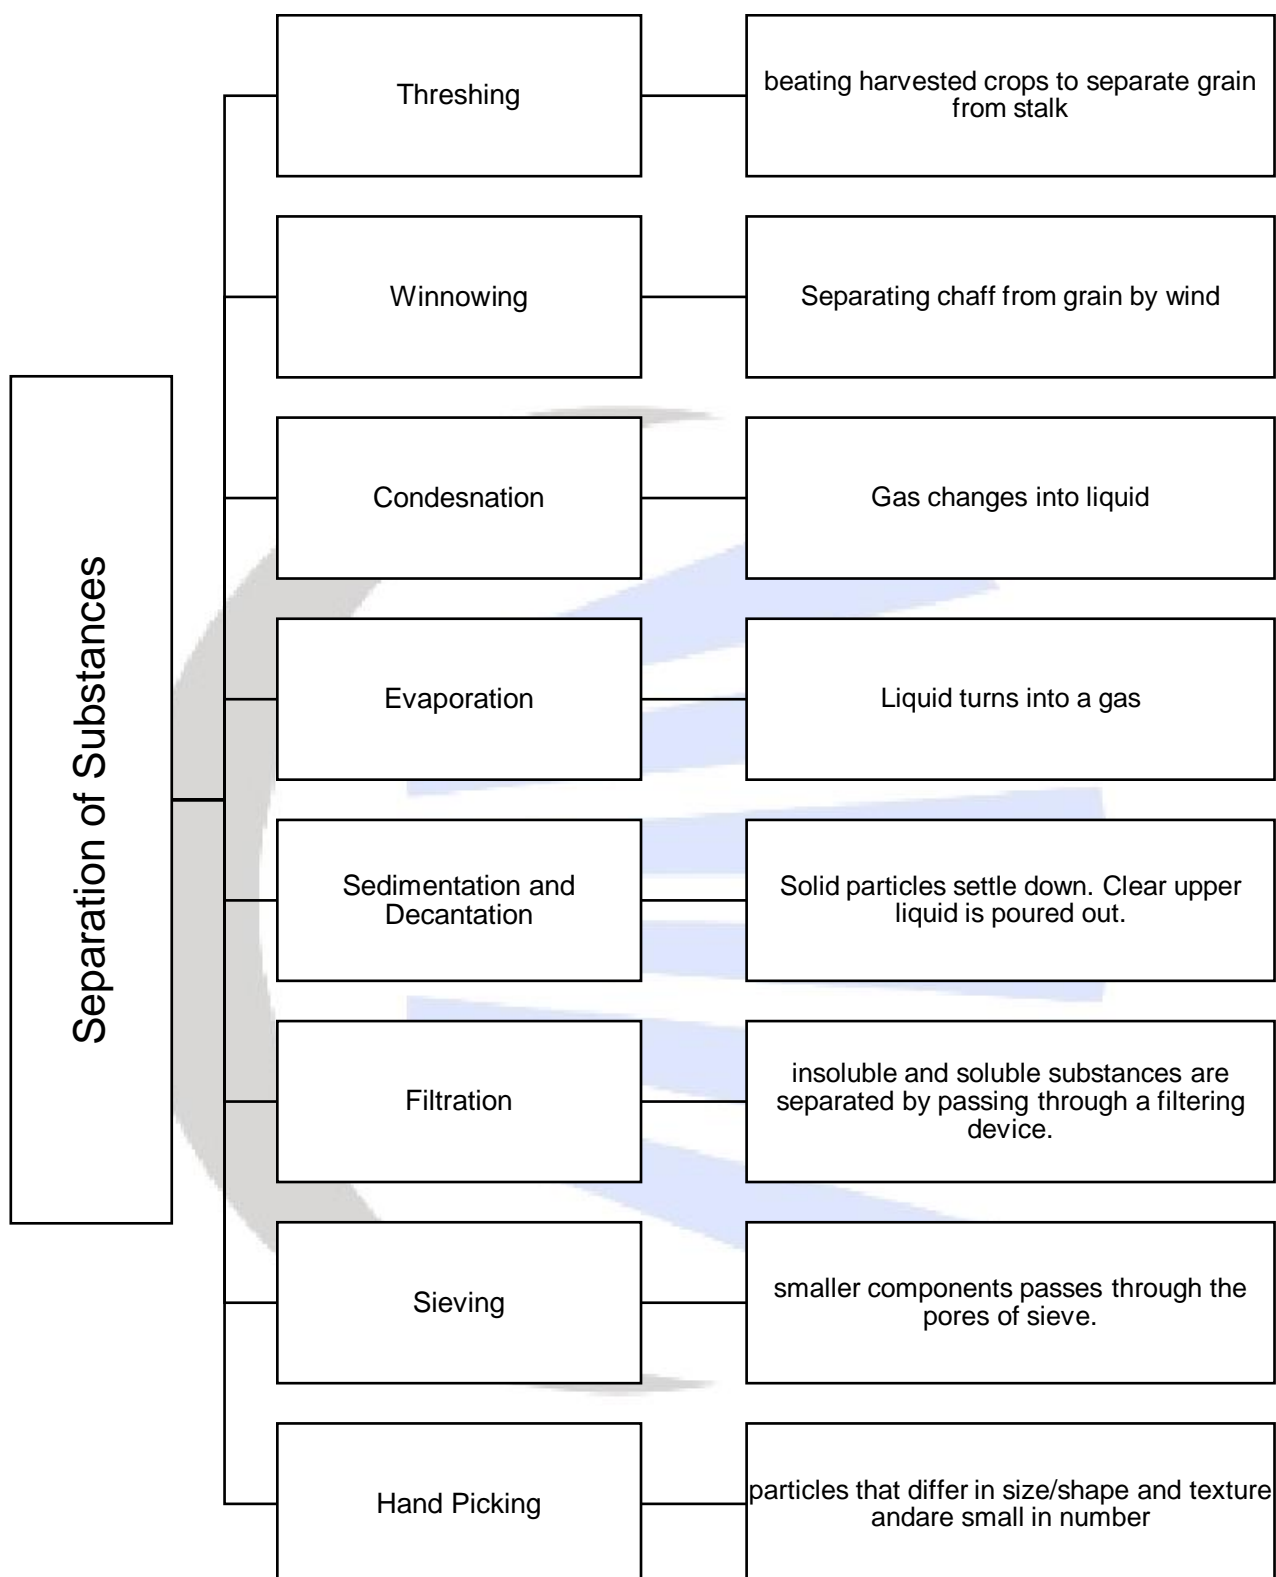 Separation of Substances
Threshing
beating harvested crops to separate grain
from stalk
Winnowing
Separating chaff from grain by wind
Condesnation
Gas changes into liquid
Evaporation
Liquid turns into a gas
Sedimentation and
Decantation
Solid particles settle down. Clear upper
liquid is poured out.
Filtration
insoluble and soluble substances are
separated by passing through a filtering
device.
Sieving
smaller components passes through the
pores of sieve.
Hand Picking
particles that differ in size/shape and texture
andare small in number